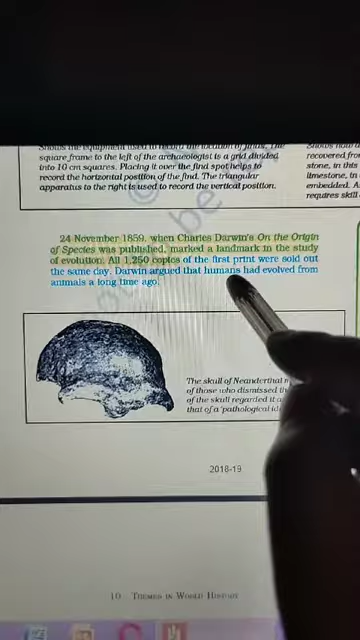 Shows the equipment used to record the location of finds. The
square frame to the left of the archaeologist is a grid divided
into 10 cm squares. Placing it over the find spot helps to
record the horizontal position of the find. The triangular
apparatus to the right is used to record the vertical position.
Shows how a
recovered fro
stone, in this
limestone, in
embedded. A
requires skill
24 November 1859, when Charles Darwin's On the Origin
of Species was published, marked a landmark in the study
of evolution. All 1,250 copies of the first print were sold out
the same day. Darwin argued that humans had evolved from
animals a long time ago.
The skull of Neanderthal
of those who dismissed th
of the skull regarded it a
that of a 'pathological id
2018-19
10 THEMES IN WORLD HISTORY